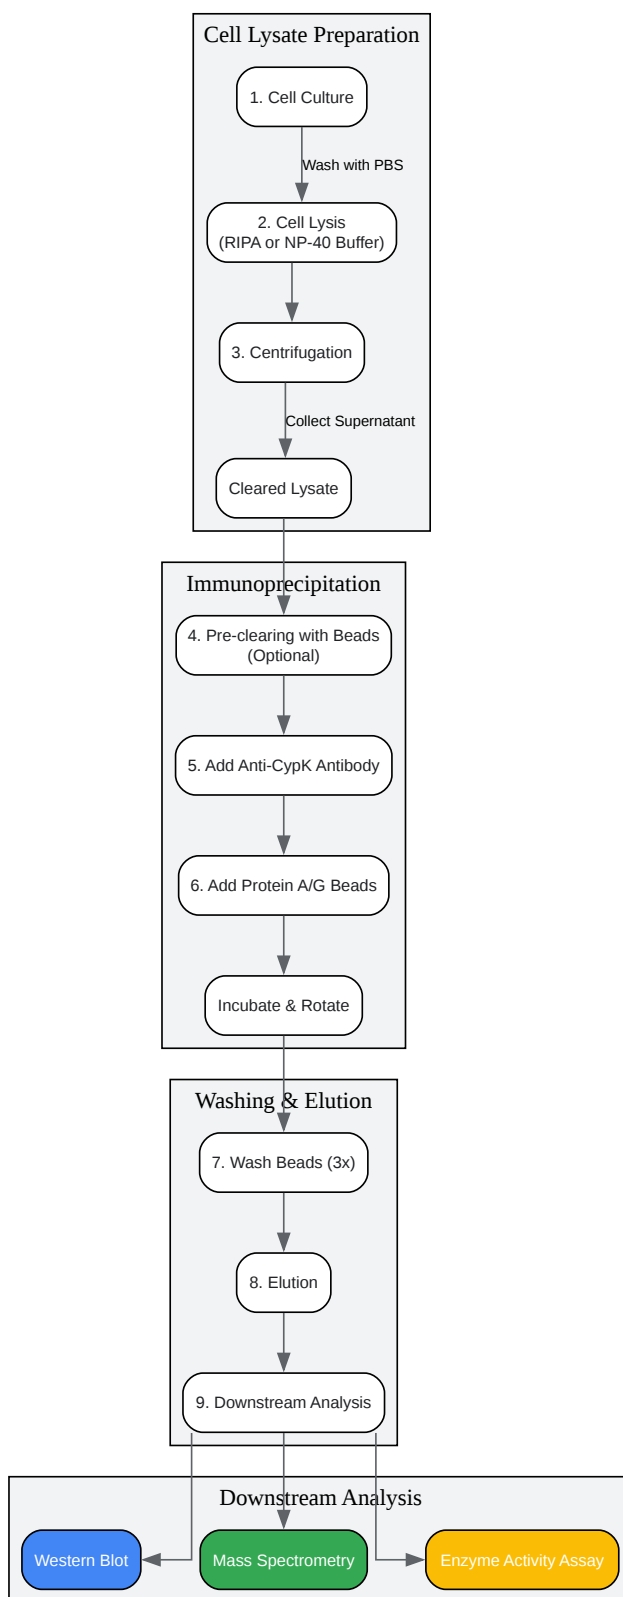 Cell Lysate Preparation
1. Cell Culture
Wash with PBS
2. Cell Lysis
(RIPA or NP-40 Buffer)
3. Centrifugation
Collect Supernatant
Cleared Lysate
Immunoprecipitation
4. Pre-clearing with Beads
(Optional)
5. Add Anti-CypK Antibody
6. Add Protein A/G Beads
Incubate & Rotate
Washing & Elution
7. Wash Beads (3x)
8. Elution
9. Downstream Analysis
Downstream Analysis
Western Blot
Mass Spectrometry
Enzyme Activity Assay